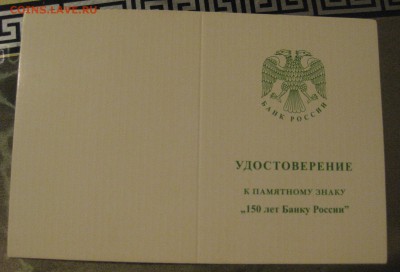 COINS.LAVE.RU
БАНК РОССИИ
УДОСТОВЕРЕНИЕ
К ПАМЯТНОМУ ЗНАКУ
„150 лет Банку России”